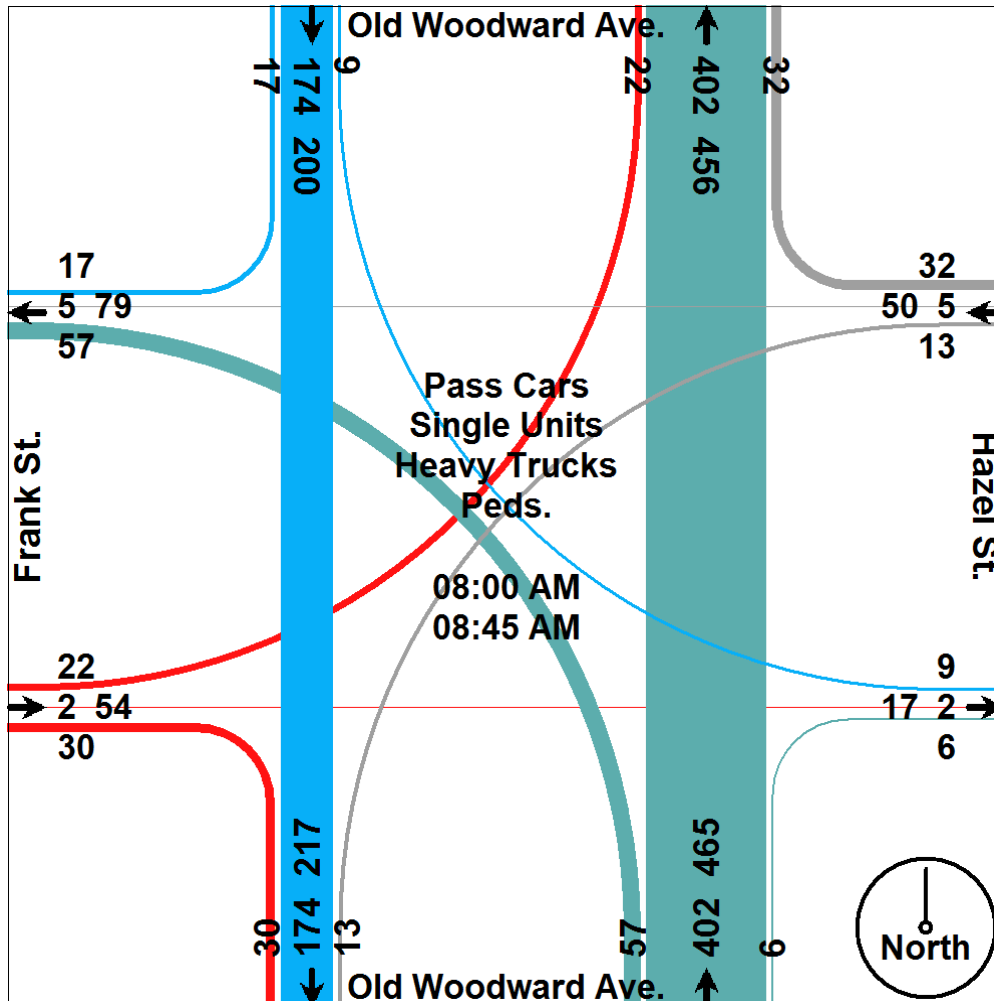 Old Woodward Ave.
17 174 200 9 22 402 456 32
17
5 79
57
32
50 5
13
Pass Cars
Single Units
Heavy Trucks
Peds.
Frank St.
Hazel St.
08:00 AM
08:45 AM
22
2 54
30
9
17 2
6
30 174 217 13 57 402 465 6
North
Old Woodward Ave.